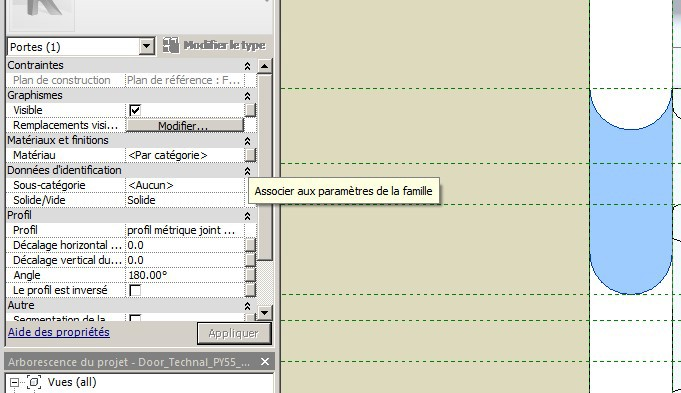 Portes (1)
Modifier le type
Contraintes
Plan de construction Plan de référence : F...
Graphismes
Visible
Remplacements visi... Modifier...
Matériaux et finitions
Matériau <Par catégorie>
Données d'identification
Sous-catégorie <Aucun>
Solide/Vide Solide
Associer aux paramètres de la famille
Profil
Profil profil métrique joint ...
Décalage horizontal ... 0.0
Décalage vertical du... 0.0
Angle 180.00°
Le profil est inversé
Autre
Segmentation de la
Aide des propriétés Appliquer
Arborescence du projet - Door_Technal_PY55_...
Vues (all)